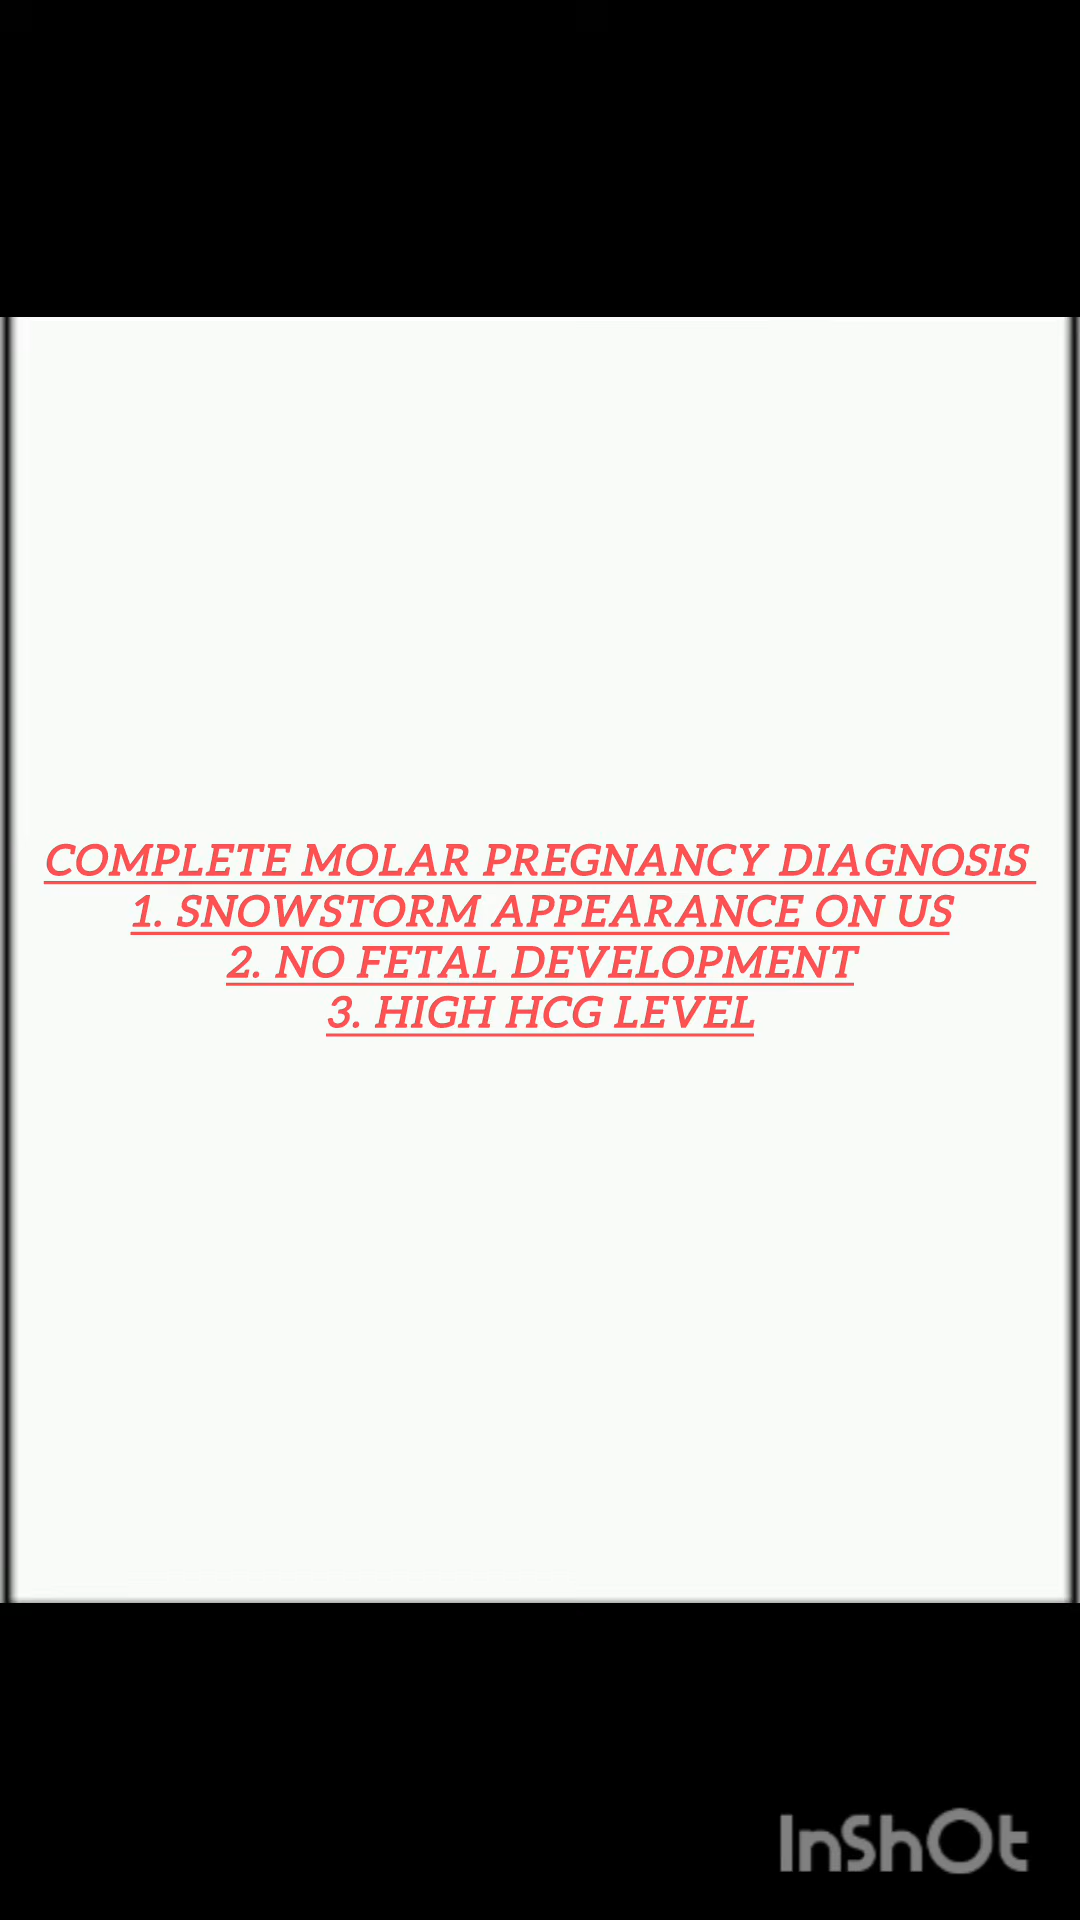 COMPLETE MOLAR PREGNANCY DIAGNOSIS
1. SNOWSTORM APPEARANCE ON US
2. NO FETAL DEVELOPMENT
3. HIGH HCG LEVEL
InShOt